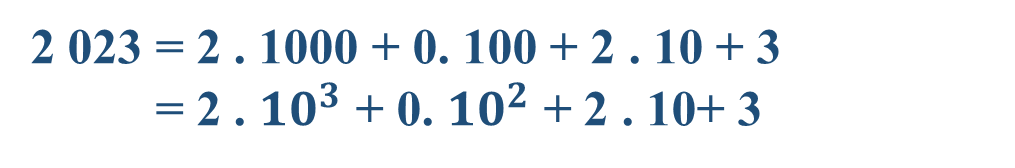 2 023 = 2 . 1000 + 0. 100 + 2 . 10 + 3
= 2 . 10³ + 0. 10² + 2 . 10+ 3